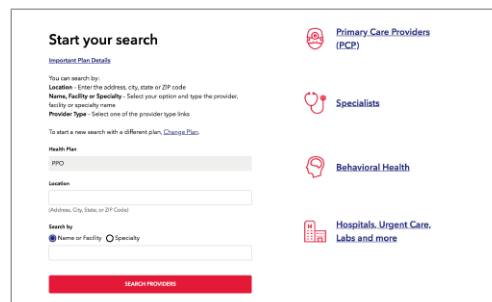 Start your search
Important Plan Details
You can search by:
Location - Enter the address, city, state or ZIP code
Name, Facility or Specialty - Select your option and type the provider,
facility or specialty name
Provider Type - Select one of the provider type links
To start a new search with a different plan, Change Plan.
Health Plan
PPO
Location
(Address, City, State, or ZIP Code)
Search by
Name or Facility Specialty
SEARCH PROVIDERS
Primary Care Providers
(PCP)
Specialists
Behavioral Health
Hospitals, Urgent Care,
Labs and more